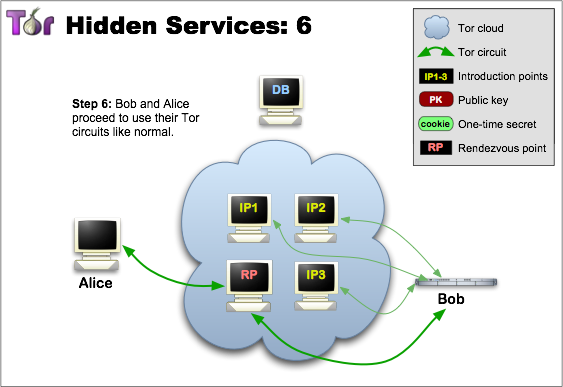 Tor Hidden Services: 6
Tor cloud
Tor circuit
IP1-3 Introduction points
PK Public key
cookie One-time secret
RP Rendezvous point
Step 6: Bob and Alice
proceed to use their Tor
circuits like normal.
DB
IP1 IP2
RP IP3
Alice
Bob